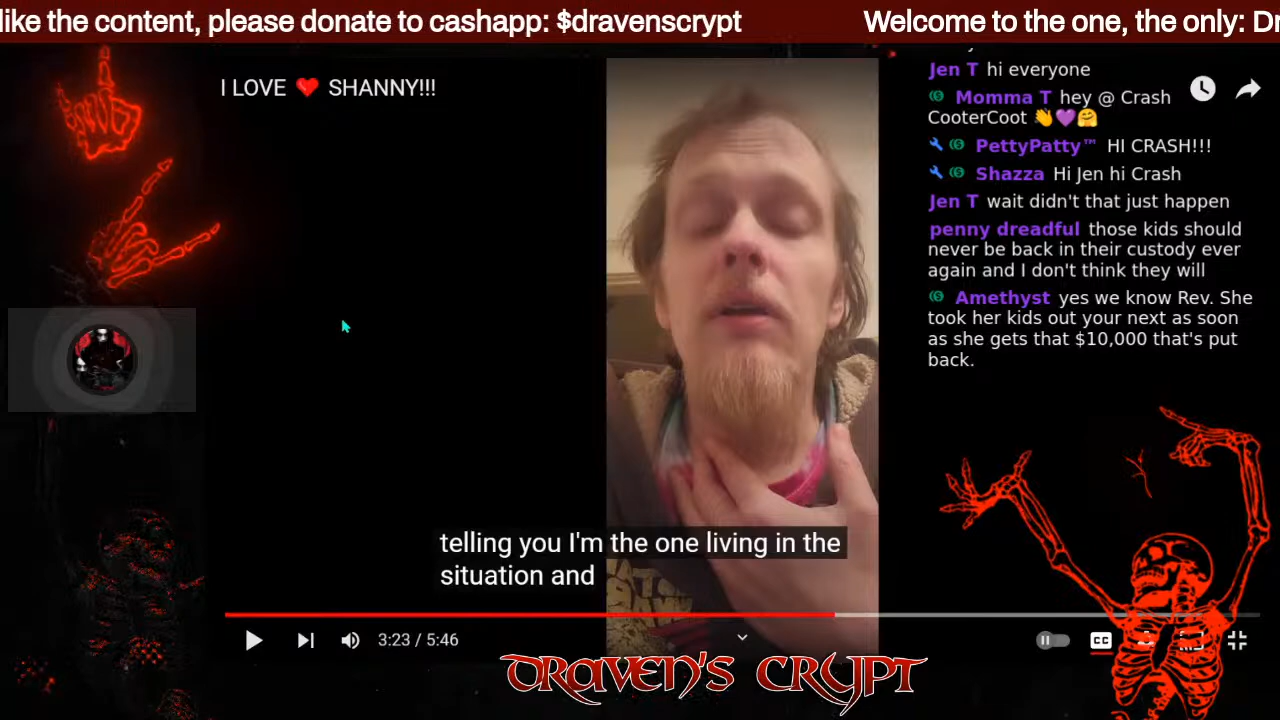 like the content, please donate to cashapp: $dravenscrypt
Welcome to the one, the only: Dr
I LOVE ❤️ SHANNY!!!
Jen T hi everyone
Momma T hey @ Crash
CooterCoot 👋💜🤗
PettyPatty™ HI CRASH!!!
Shazza Hi Jen hi Crash
Jen T wait didn't that just happen
penny dreadful those kids should
never be back in their custody ever
again and I don't think they will
Amethyst yes we know Rev. She
took her kids out your next as soon
as she gets that $10,000 that's put
back.
telling you I'm the one living in the
situation and
3:23 / 5:46
CC
DRAVEN'S CRYPT